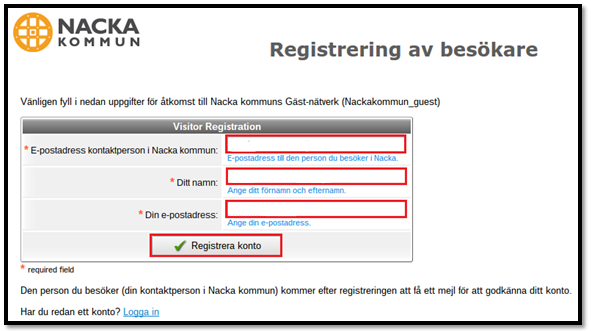 NACKA
KOMMUN
Registrering av besökare
Vänligen fyll i nedan uppgifter för åtkomst till Nacka kommuns Gäst-nätverk (Nackakommun_guest)
Visitor Registration
* E-postadress kontaktperson i Nacka kommun:
E-postadress till den person du besöker i Nacka.
* Ditt namn:
Ange ditt förnamn och efternamn.
* Din e-postadress:
Ange din e-postadress.
Registrera konto
* required field
Den person du besöker (din kontaktperson i Nacka kommun) kommer efter registreringen att få ett mejl för att godkänna ditt konto.
Har du redan ett konto? Logga in